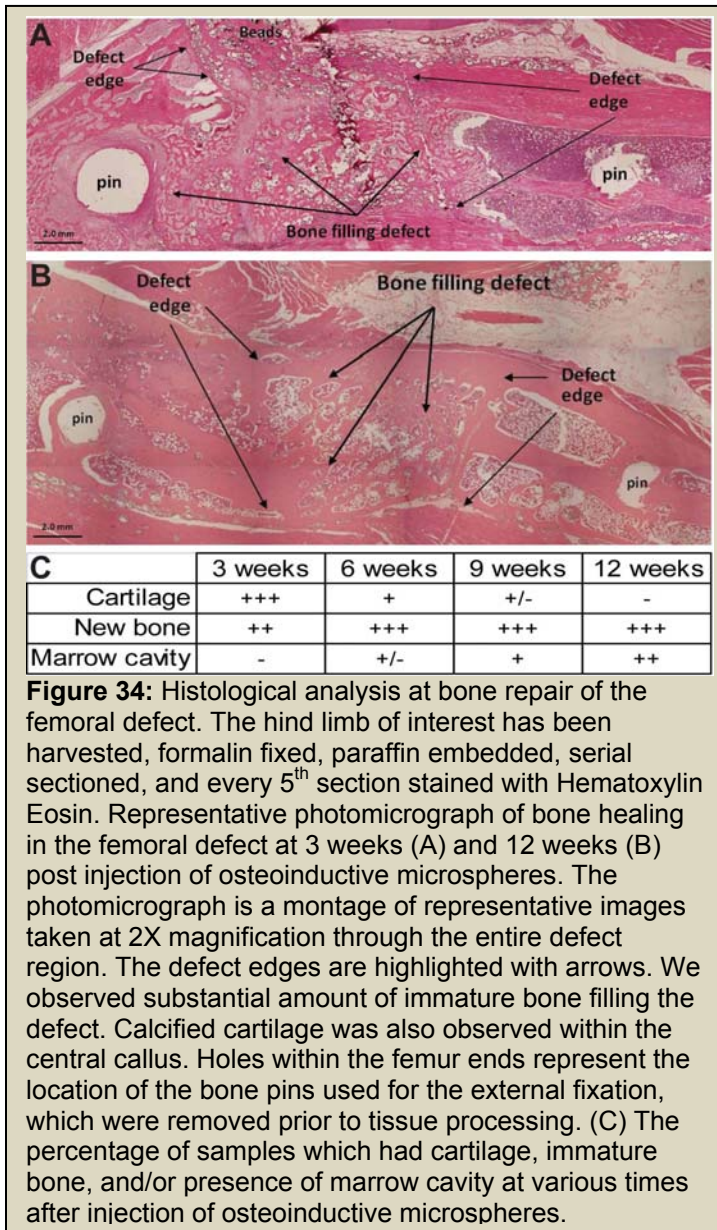 A
Beads
Defect
edge
Defect
edge
pin
pin
Bone filling defect
2.0 mm
B
Defect
edge
Bone filling defect
Defect
edge
pin
pin
2.0 mm
C 3 weeks 6 weeks 9 weeks 12 weeks
Cartilage +++ + +/- -
New bone ++ +++ +++ +++
Marrow cavity - +/- + ++
Figure 34: Histological analysis at bone repair of the
femoral defect. The hind limb of interest has been
harvested, formalin fixed, paraffin embedded, serial
sectioned, and every 5th section stained with Hematoxylin
Eosin. Representative photomicrograph of bone healing
in the femoral defect at 3 weeks (A) and 12 weeks (B)
post injection of osteoinductive microspheres. The
photomicrograph is a montage of representative images
taken at 2X magnification through the entire defect
region. The defect edges are highlighted with arrows. We
observed substantial amount of immature bone filling the
defect. Calcified cartilage was also observed within the
central callus. Holes within the femur ends represent the
location of the bone pins used for the external fixation,
which were removed prior to tissue processing. (C) The
percentage of samples which had cartilage, immature
bone, and/or presence of marrow cavity at various times
after injection of osteoinductive microspheres.